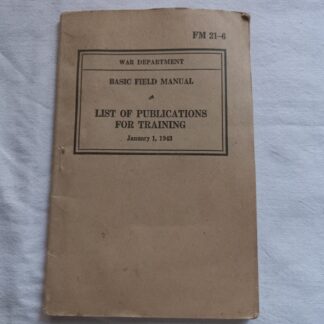 FM 21-6
WAR DEPARTMENT
BASIC FIELD MANUAL
LIST OF PUBLICATIONS
FOR TRAINING
January 1, 1943